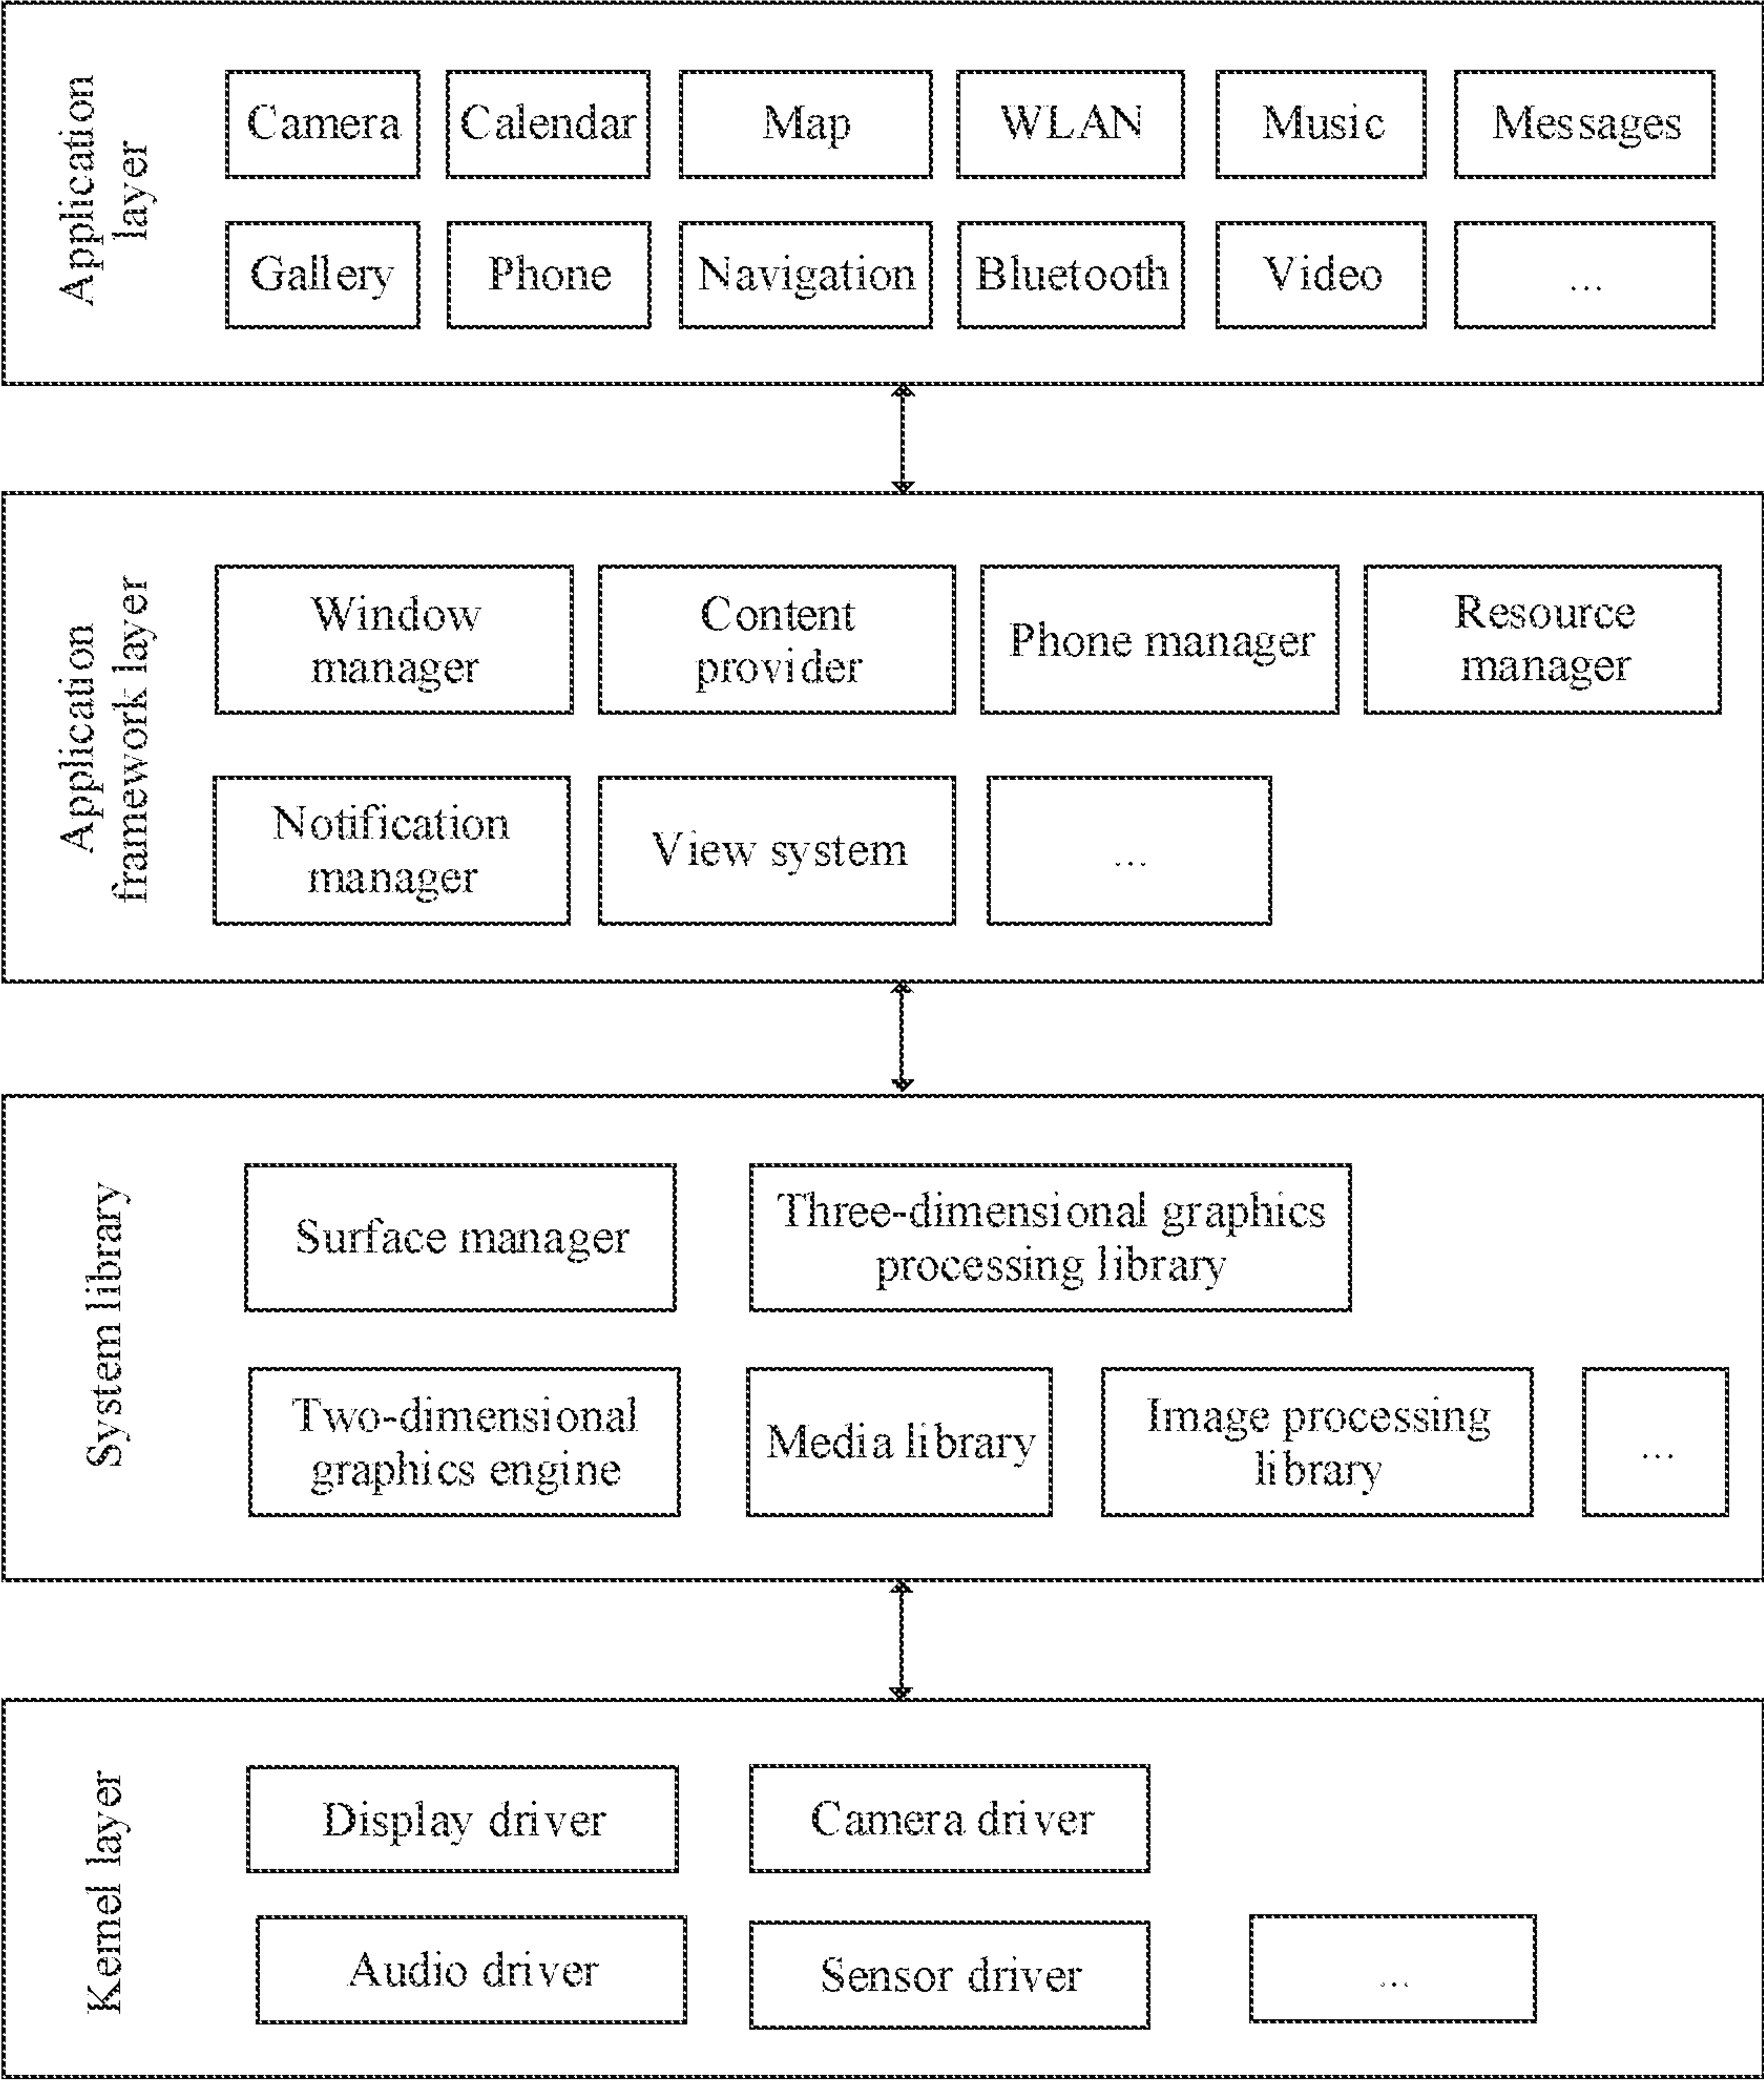 Application
layer
Camera
Calendar
Map
WLAN
Music
Messages
Gallery
Phone
Navigation
Bluetooth
Video
...
Application
framework layer
Window
manager
Content
provider
Phone manager
Resource
manager
Notification
manager
View system
...
System library
Surface manager
Three-dimensional graphics
processing library
Two-dimensional
graphics engine
Media library
Image processing
library
...
Kernel layer
Display driver
Camera driver
Audio driver
Sensor driver
...